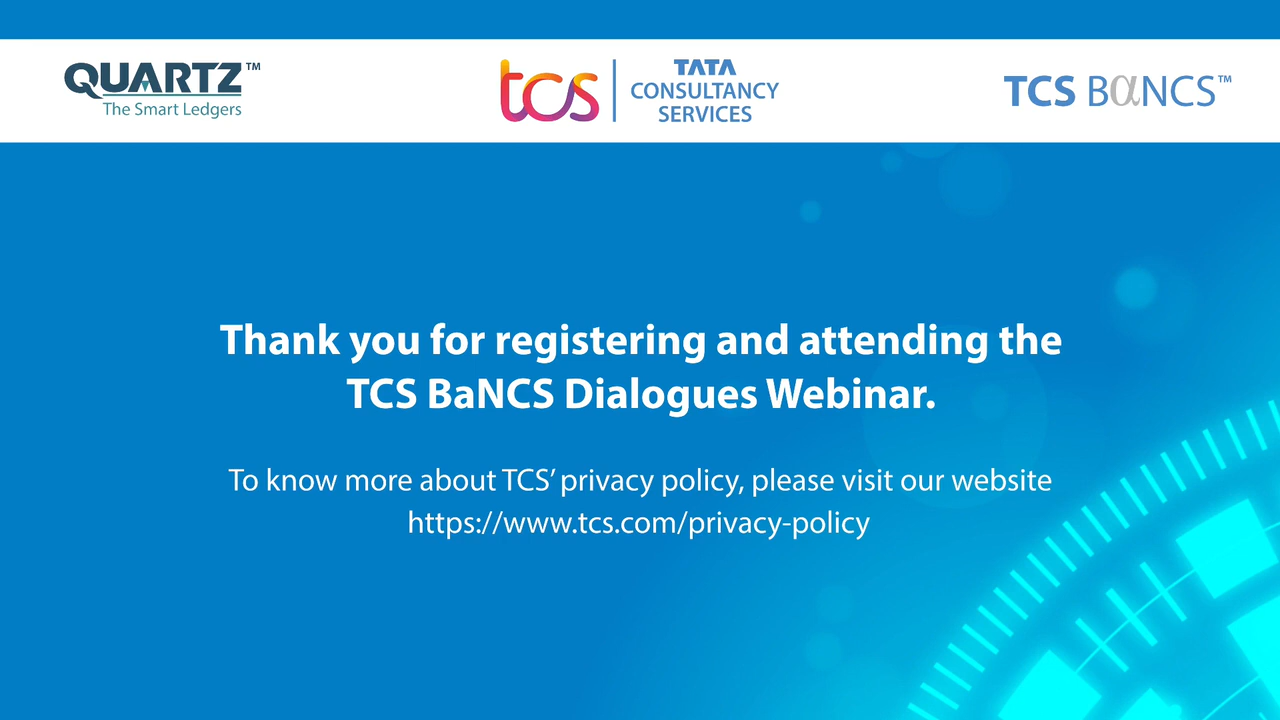 QUARTZ™
The Smart Ledgers
tcs
TATA
CONSULTANCY
SERVICES
TCS BαNCS™
Thank you for registering and attending the
TCS BaNCS Dialogues Webinar.
To know more about TCS’ privacy policy, please visit our website
https://www.tcs.com/privacy-policy